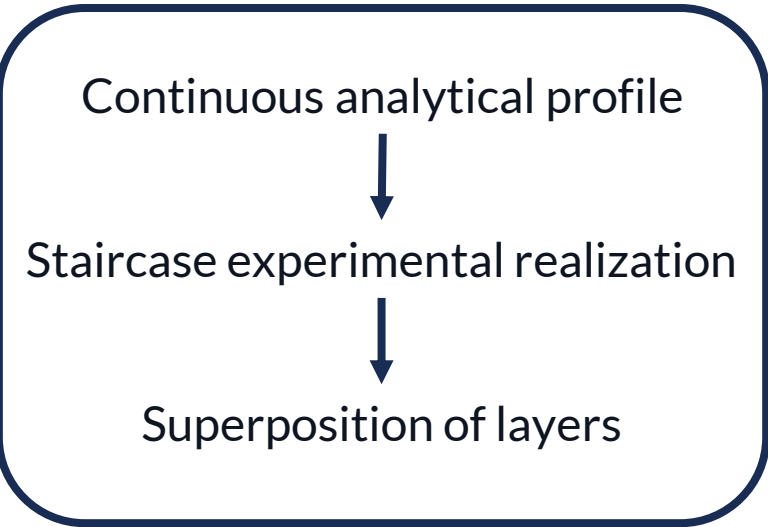 Continuous analytical profile
Staircase experimental realization
Superposition of layers